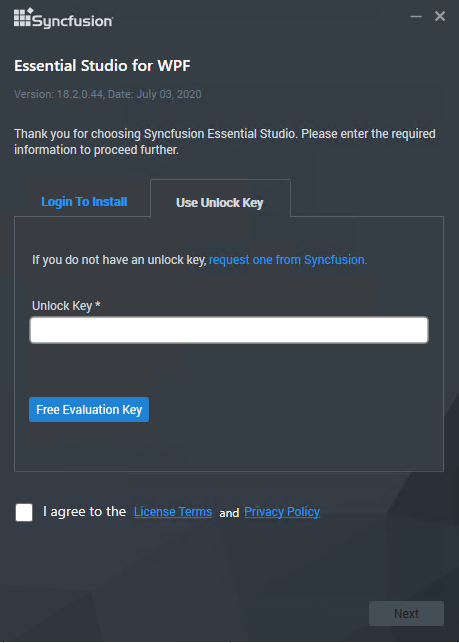 Syncfusion
Essential Studio for WPF
Version: 18.2.0.44, Date: July 03, 2020
Thank you for choosing Syncfusion Essential Studio. Please enter the required
information to proceed further.
Login To Install
Use Unlock Key
If you do not have an unlock key, request one from Syncfusion.
Unlock Key *
Free Evaluation Key
I agree to the License Terms and Privacy Policy
Next